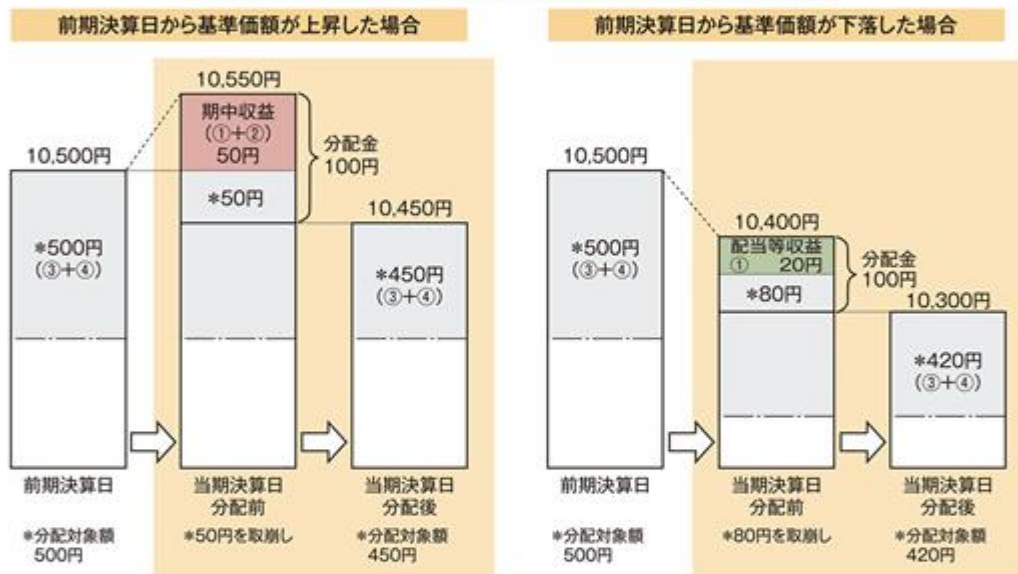 前期決算日から基準価額が上昇した場合
10,550円
期中収益
(①+②)
50円
分配金
100円
10,500円
*50円
10,450円
*500円
(③+④)
*450円
(③+④)
前期決算日
当期決算日
分配前
当期決算日
分配後
*分配対象額
500円
*50円を取崩し
*分配対象額
450円
前期決算日から基準価額が下落した場合
10,500円
10,400円
配当等収益
① 20円
分配金
100円
*80円
10,300円
*500円
(③+④)
*420円
(③+④)
前期決算日
当期決算日
分配前
当期決算日
分配後
*分配対象額
500円
*80円を取崩し
*分配対象額
420円